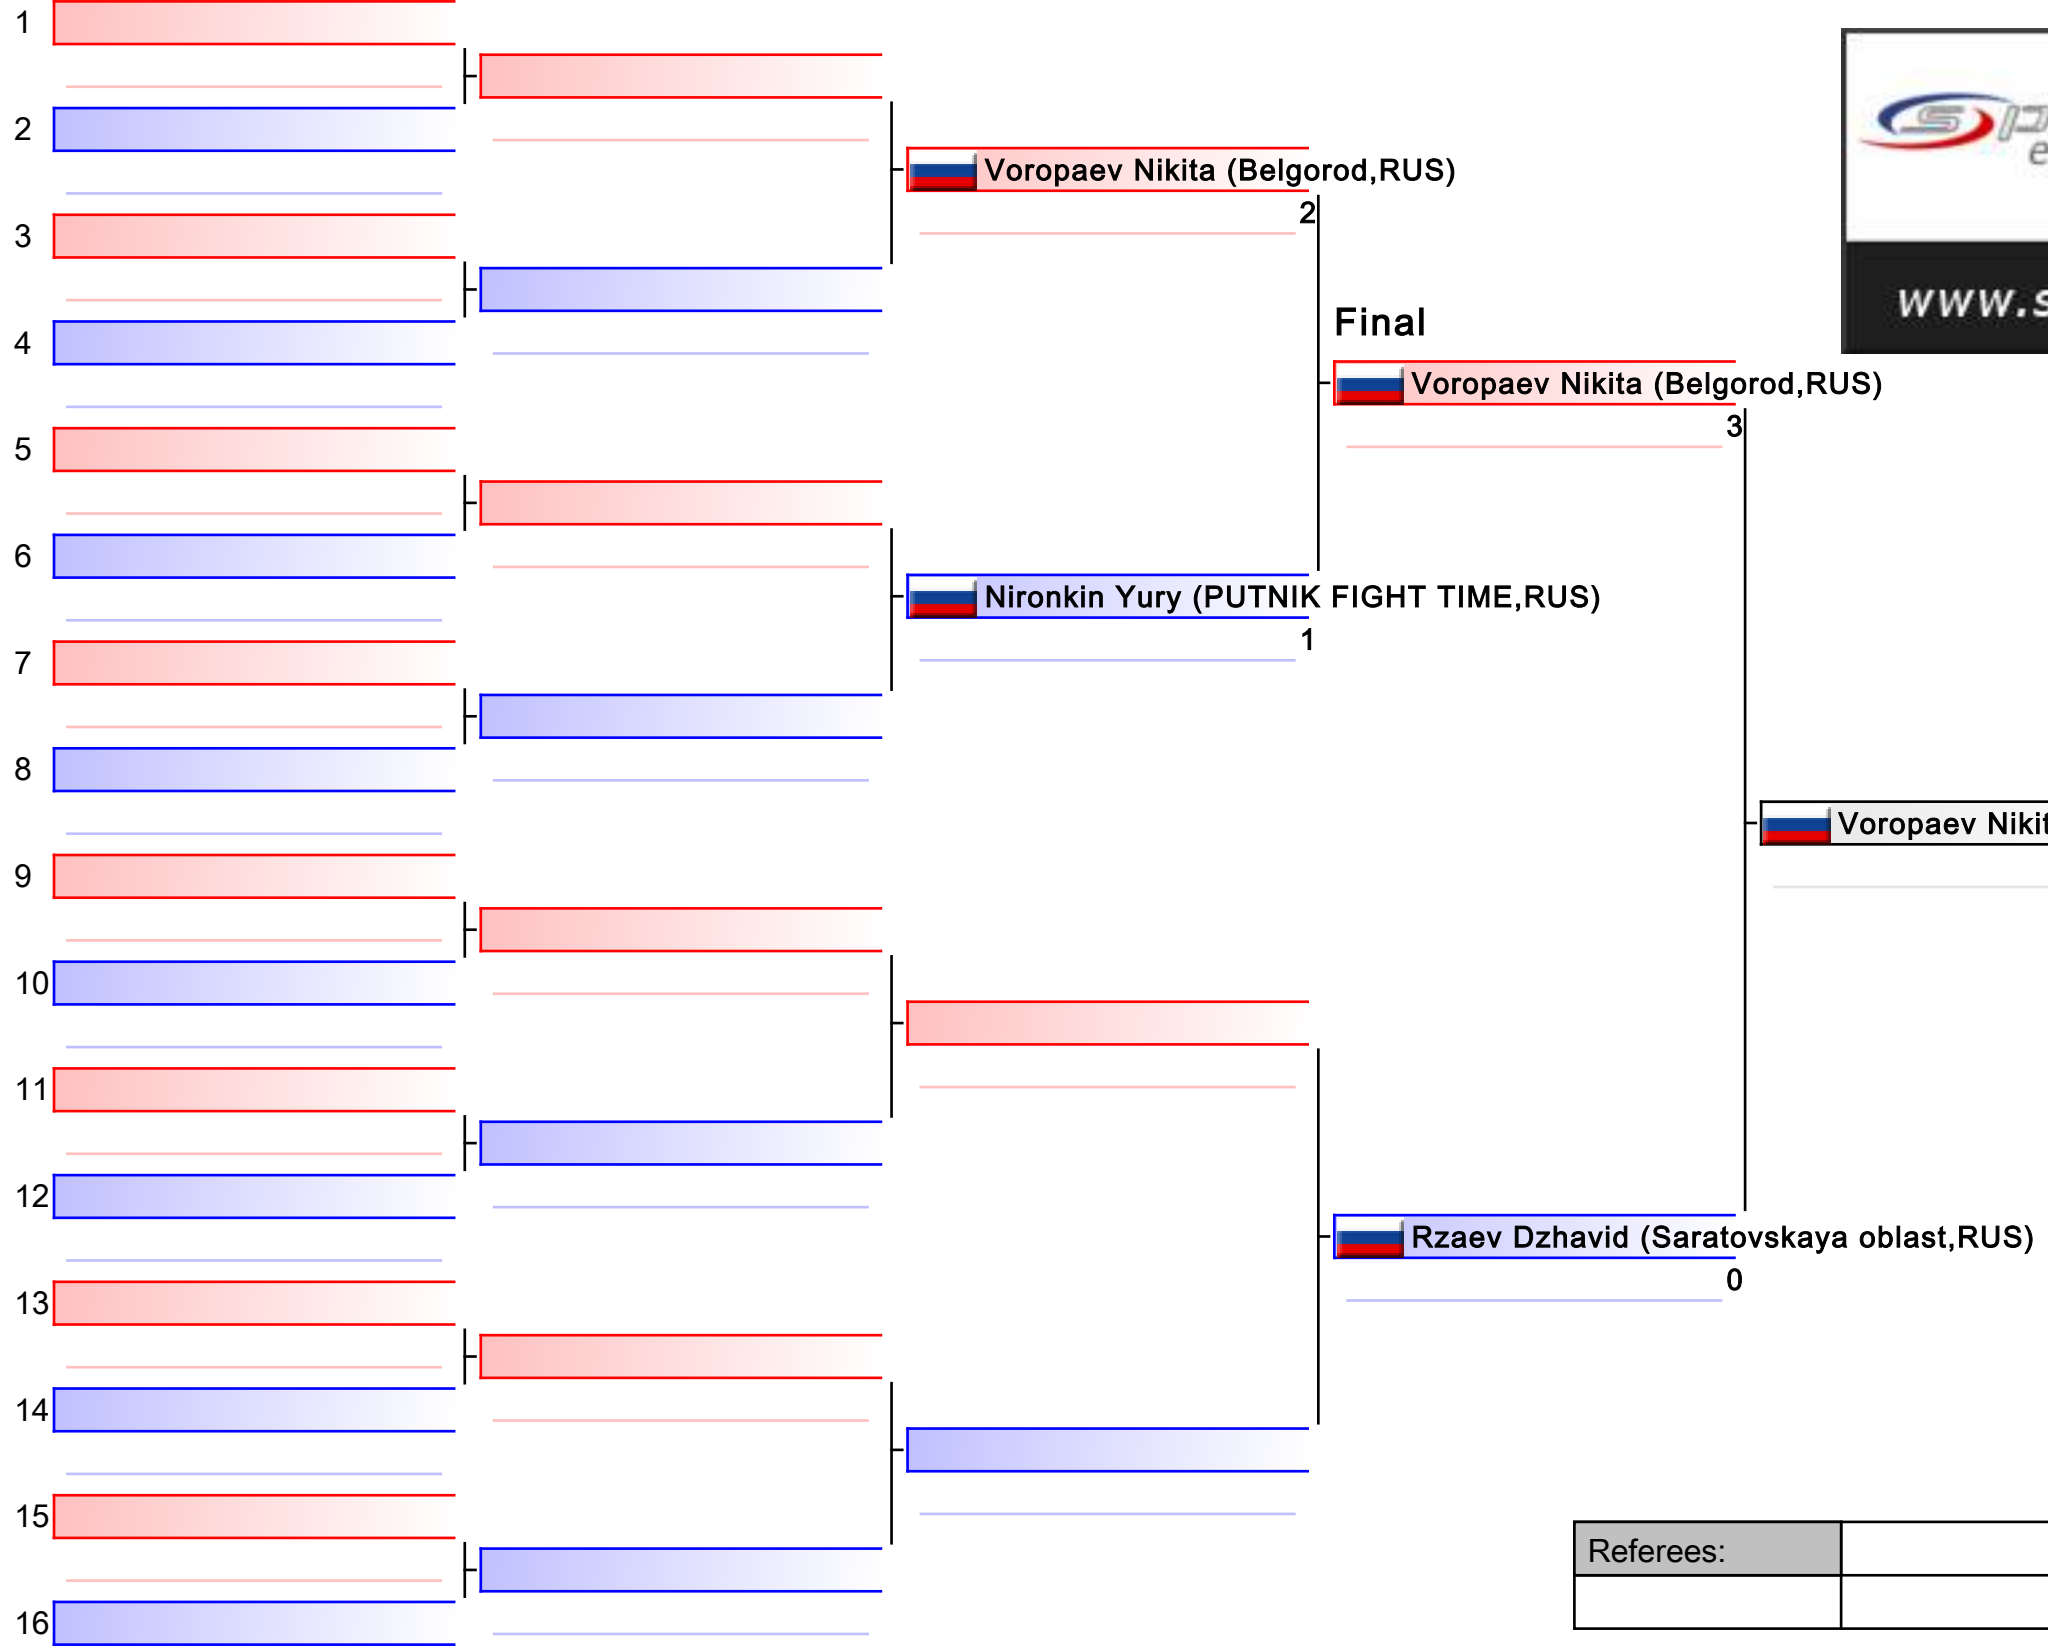 1
2
3
4
5
6
7
8
9
10
11
12
13
14
15
16
Voropaev Nikita (Belgorod,RUS)
2
Nironkin Yury (PUTNIK FIGHT TIME,RUS)
1
Final
Voropaev Nikita (Belgorod,RUS)
3
Rzaev Dzhavid (Saratovskaya oblast,RUS)
0
Voropaev
www.s
Referees: